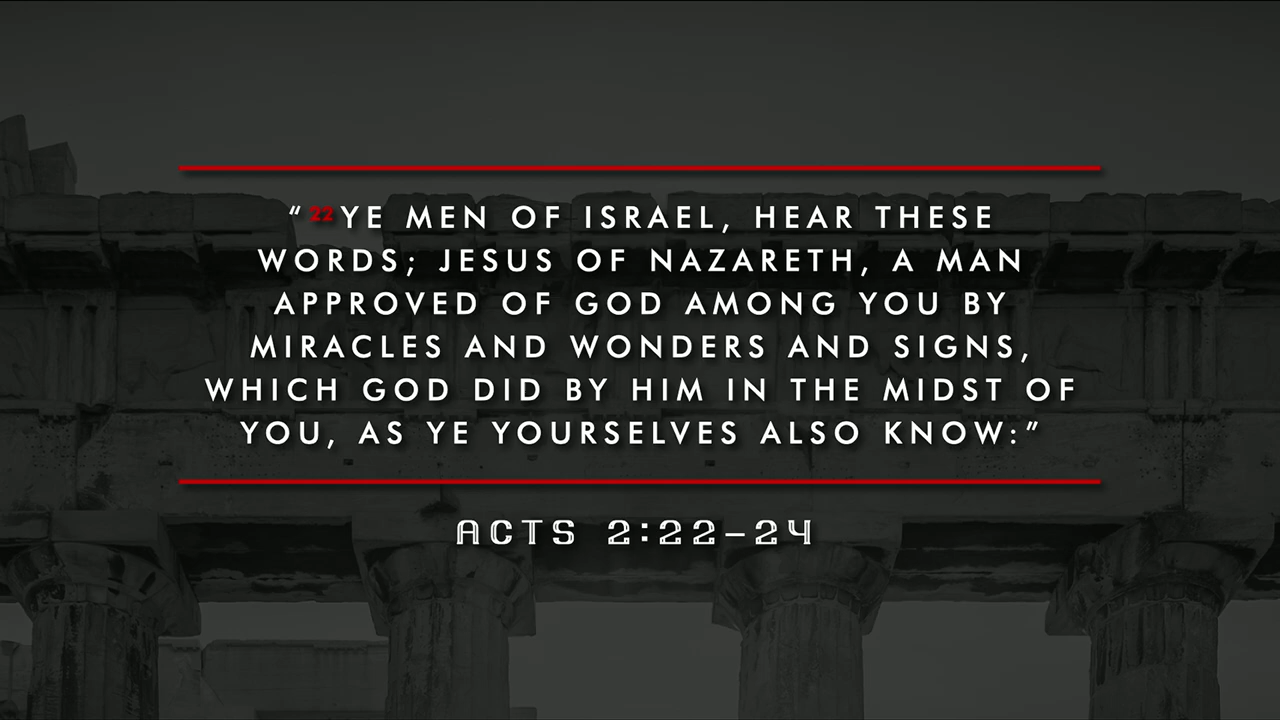 “22 YE MEN OF ISRAEL, HEAR THESE
WORDS; JESUS OF NAZARETH, A MAN
APPROVED OF GOD AMONG YOU BY
MIRACLES AND WONDERS AND SIGNS,
WHICH GOD DID BY HIM IN THE MIDST OF
YOU, AS YE YOURSELVES ALSO KNOW:”
ACTS 2:22–24